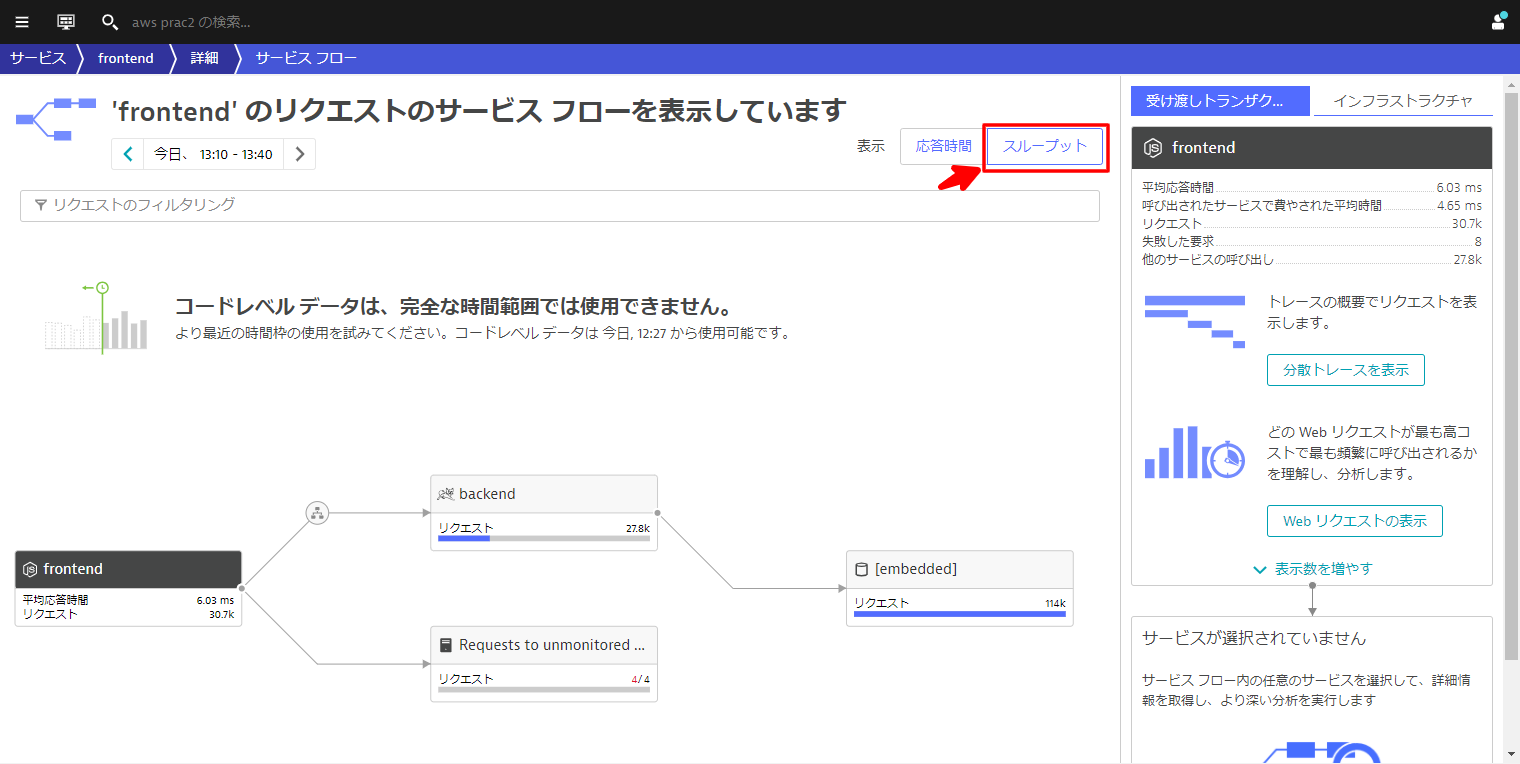 aws prac2 の検索...
サービス
frontend
詳細
サービス フロー
'frontend' のリクエストのサービス フローを表示しています
今日、 13:10 - 13:40
表示
応答時間
スループット
リクエストのフィルタリング
コードレベル データは、完全な時間範囲では使用できません。
より最近の時間枠の使用を試みてください。コードレベル データは 今日, 12:27 から使用可能です。
frontend
平均応答時間 6.03 ms
リクエスト 30.7k
backend
リクエスト 27.8k
Requests to unmonitored ...
リクエスト 4/ 4
[embedded]
リクエスト 114k
受け渡しトランザク...
インフラストラクチャ
frontend
平均応答時間 6.03 ms
呼び出されたサービスで費やされた平均時間 4.65 ms
リクエスト 30.7k
失敗した要求 8
他のサービスの呼び出し 27.8k
トレースの概要でリクエストを表
示します。
分散トレースを表示
どの Web リクエストが最も高コ
ストで最も頻繁に呼び出されるか
を理解し、分析します。
Web リクエストの表示
表示数を増やす
サービスが選択されていません
サービス フロー内の任意のサービスを選択して、詳細情
報を取得し、より深い分析を実行します